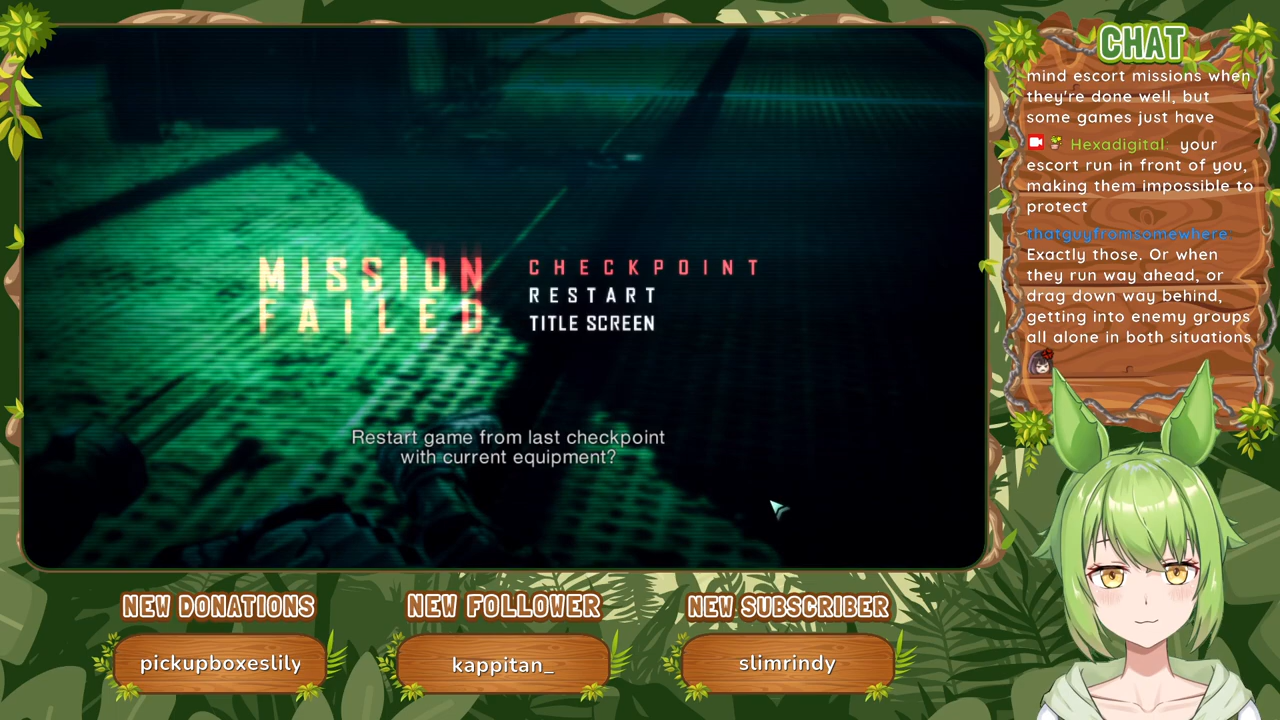 MISSION
FAILED
CHECKPOINT
RESTART
TITLE SCREEN
Restart game from last checkpoint
with current equipment?
CHAT
mind escort missions when
they're done well, but
some games just have
Hexadigital: your
escort run in front of you,
making them impossible to
protect
thatguyfromsomewhere:
Exactly those. Or when
they run way ahead, or
drag down way behind,
getting into enemy groups
all alone in both situations
NEW DONATIONS
pickupboxeslily
NEW FOLLOWER
kappitan_
NEW SUBSCRIBER
slimrindy